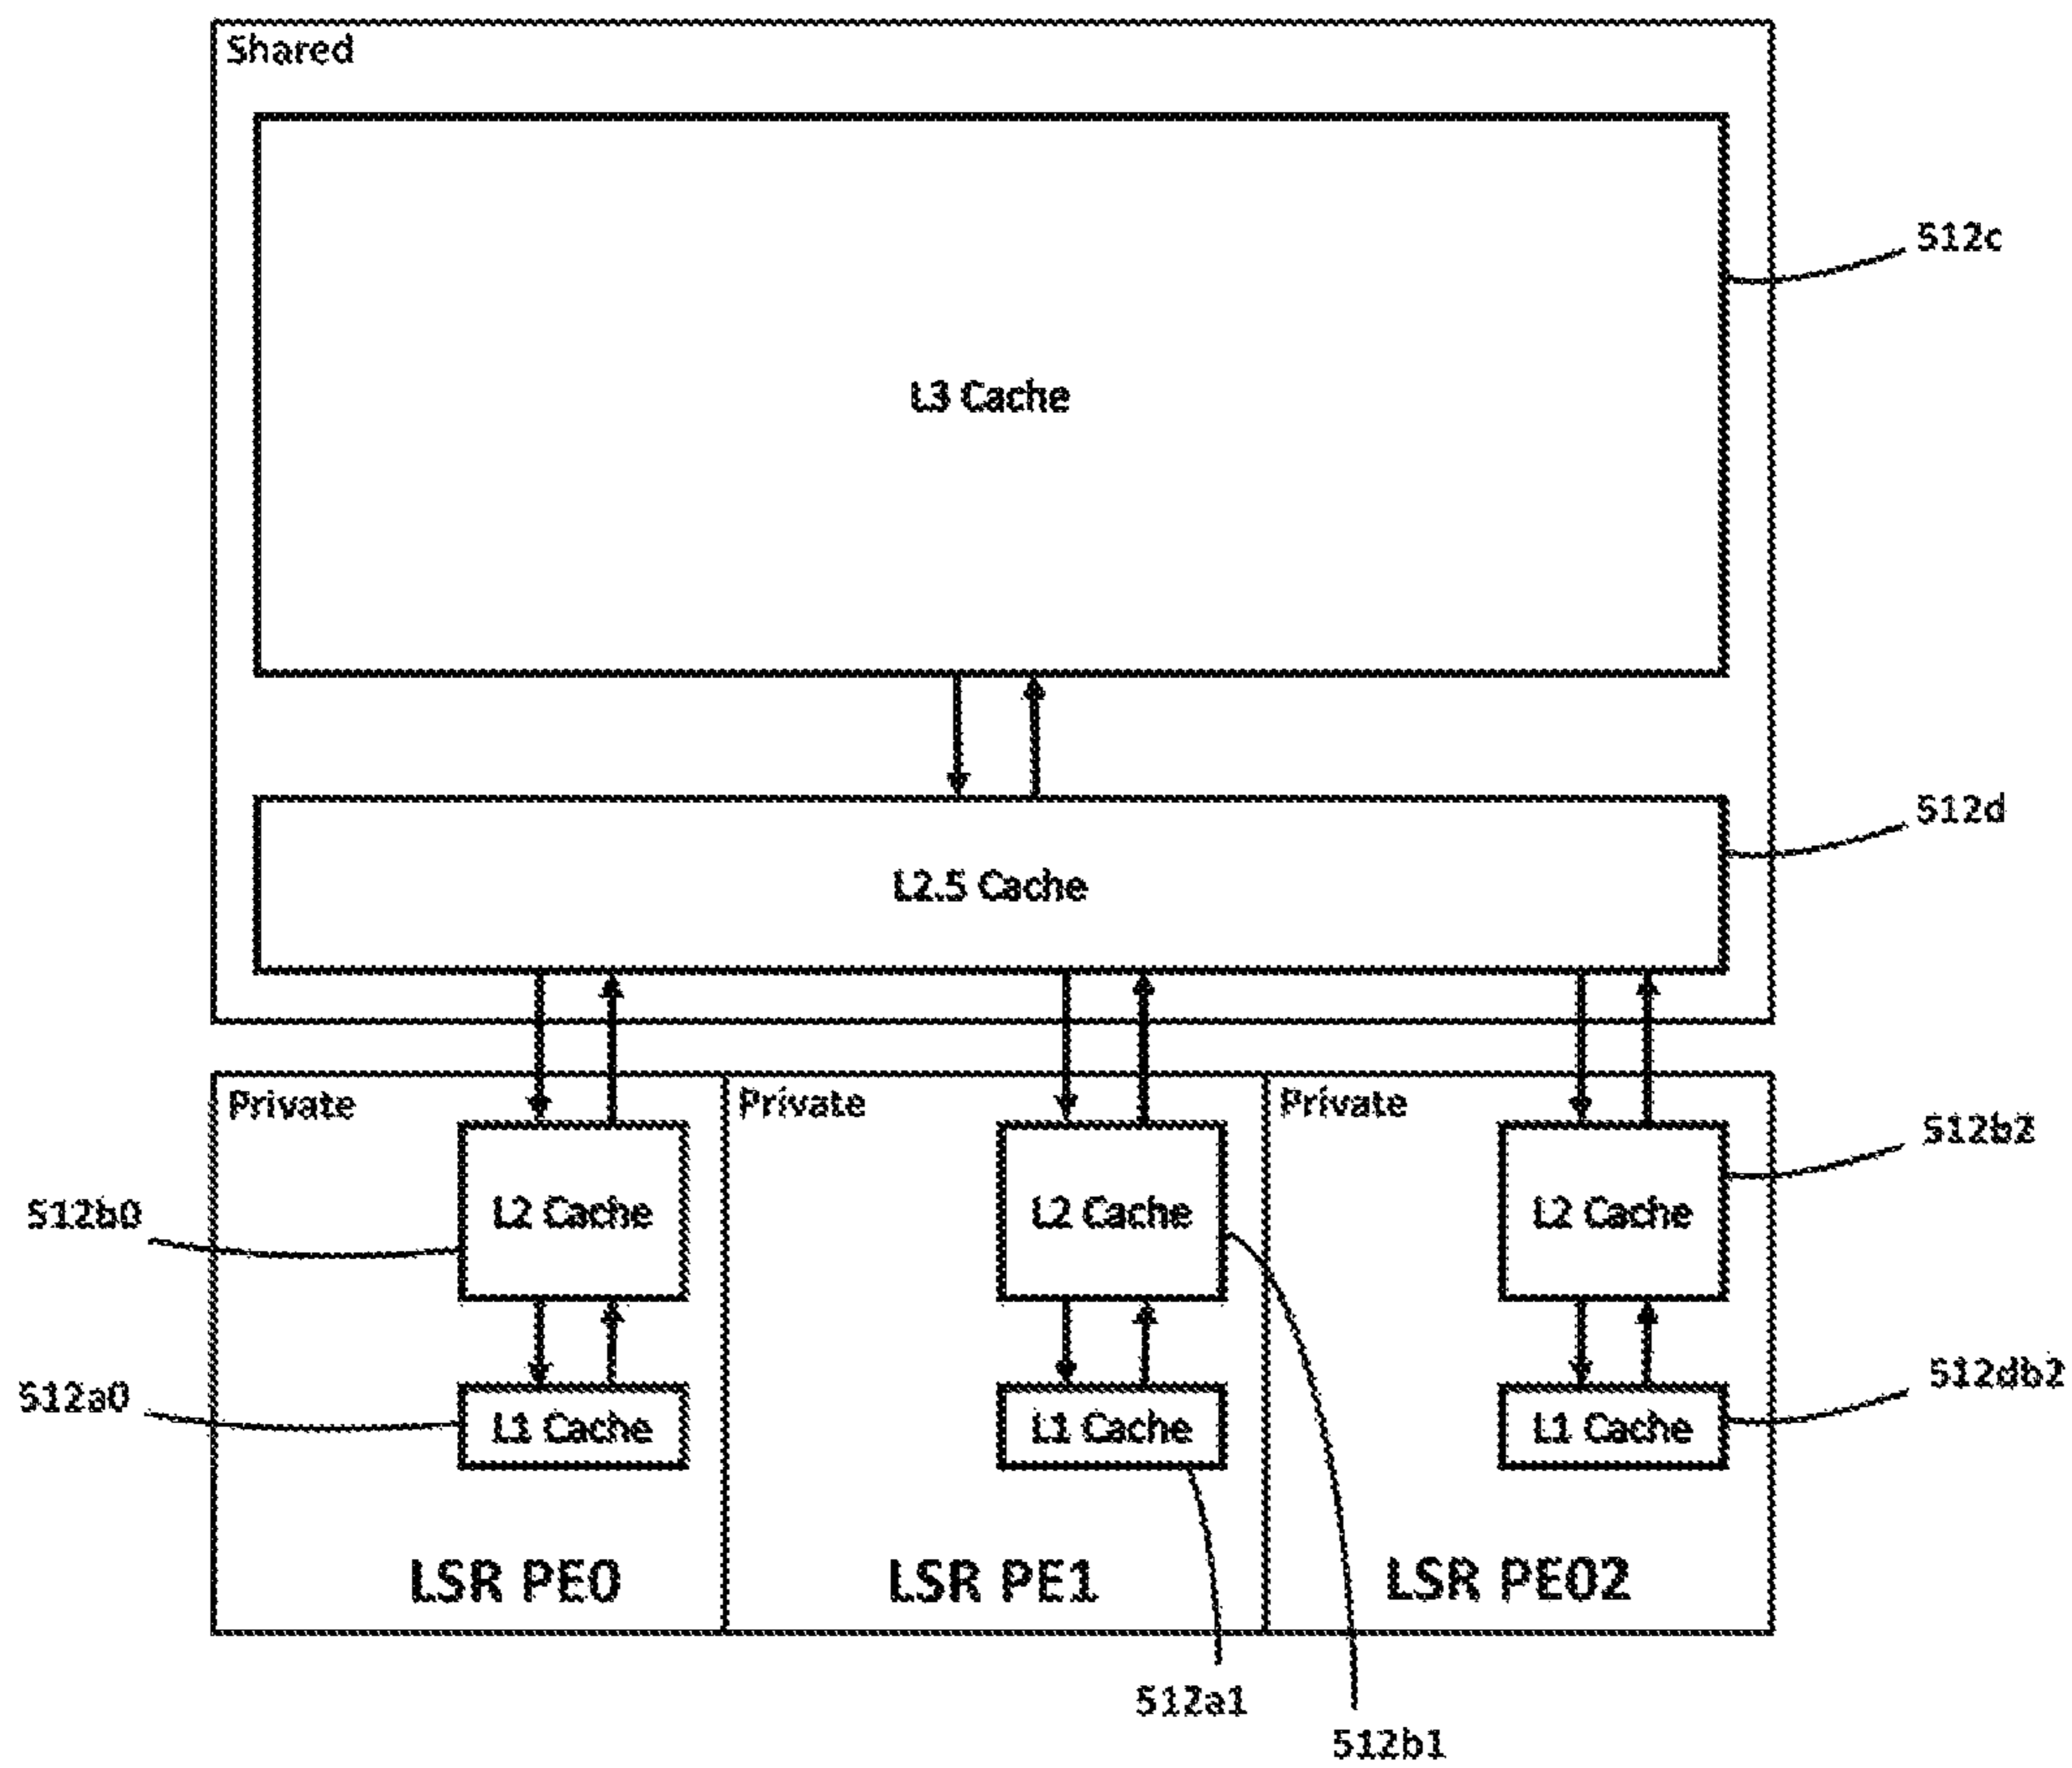 Shared
512c
L3 Cache
512d
L2.5 Cache
Private
Private
Private
512b2
512b0
L2 Cache
L2 Cache
L2 Cache
512db2
512a0
L1 Cache
L1 Cache
L1 Cache
LSR PE0
LSR PE1
LSR PE02
512a1
512b1